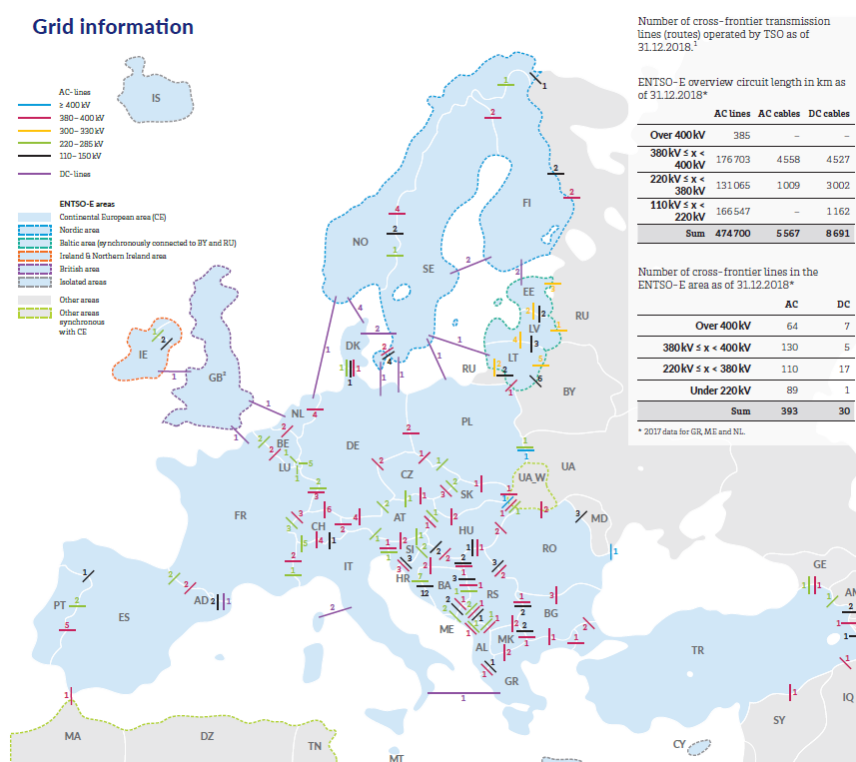 Grid information
AC-lines
≥ 400 kV
380– 400 kV
300– 330 kV
220– 285 kV
110– 150 kV
DC-lines
ENTSO-E areas
Continental European area (CE)
Nordic area
Baltic area (synchronously connected to BY and RU)
Ireland & Northern Ireland area
British area
Isolated areas
Other areas
Other areas
synchronous
with CE
Number of cross-frontier transmission
lines (routes) operated by TSO as of
31.12.2018.¹
ENTSO-E overview circuit length in km as
of 31.12.2018*
AC lines AC cables DC cables
Over 400 kV 385 – –
380 kV ≤ x < 400 kV 176 703 4 558 4 527
220 kV ≤ x < 380 kV 131 065 1 009 3 002
110 kV ≤ x < 220 kV 166 547 – 1 162
Sum 474 700 5 567 8 691
Number of cross-frontier lines in the
ENTSO-E area as of 31.12.2018*
AC DC
Over 400 kV 64 7
380 kV ≤ x < 400 kV 130 5
220 kV ≤ x < 380 kV 110 17
Under 220 kV 89 1
Sum 393 30
* 2017 data for GR, ME and NL.
IS
NO
SE
FI
EE
LV
LT
RU
RU
BY
DK
IE
GB²
NL
BE
LU
DE
PL
CZ
SK
UA_W
UA
MD
FR
CH
AT
HU
RO
SI
HR
BA
RS
BG
ME
MK
AL
GR
IT
AD
ES
PT
TR
GE
AM
IQ
SY
CY
MA
DZ
TN
MT